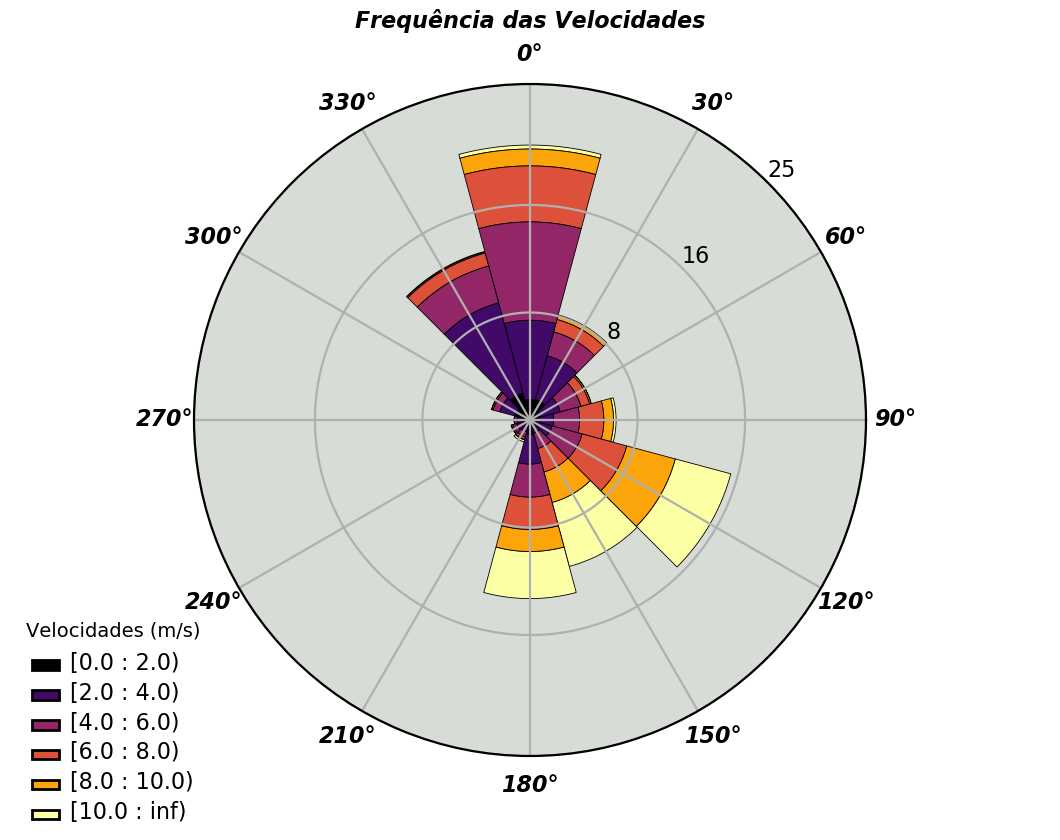 Frequência das Velocidades
0°
330°
30°
25
300°
60°
16
8
270°
90°
240°
120°
210°
150°
180°
Velocidades (m/s)
[0.0 : 2.0)
[2.0 : 4.0)
[4.0 : 6.0)
[6.0 : 8.0)
[8.0 : 10.0)
[10.0 : inf)